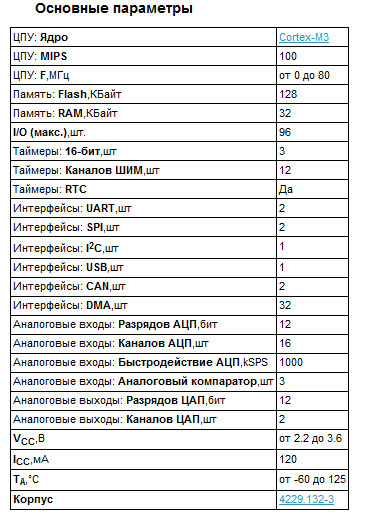 Основные параметры
ЦПУ: Ядро Cortex-M3
ЦПУ: MIPS 100
ЦПУ: F,МГц от 0 до 80
Память: Flash,КБайт 128
Память: RAM,КБайт 32
I/O (макс.),шт. 96
Таймеры: 16-бит,шт 3
Таймеры: Каналов ШИМ,шт 12
Таймеры: RTC Да
Интерфейсы: UART,шт 2
Интерфейсы: SPI,шт 2
Интерфейсы: I²C,шт 1
Интерфейсы: USB,шт 1
Интерфейсы: CAN,шт 2
Интерфейсы: DMA,шт 32
Аналоговые входы: Разрядов АЦП,бит 12
Аналоговые входы: Каналов АЦП,шт 16
Аналоговые входы: Быстродействие АЦП,kSPS 1000
Аналоговые входы: Аналоговый компаратор,шт 3
Аналоговые выходы: Разрядов ЦАП,бит 12
Аналоговые выходы: Каналов ЦАП,шт 2
VCC,В от 2.2 до 3.6
ICC,мА 120
TA,°C от -60 до 125
Корпус 4229.132-3